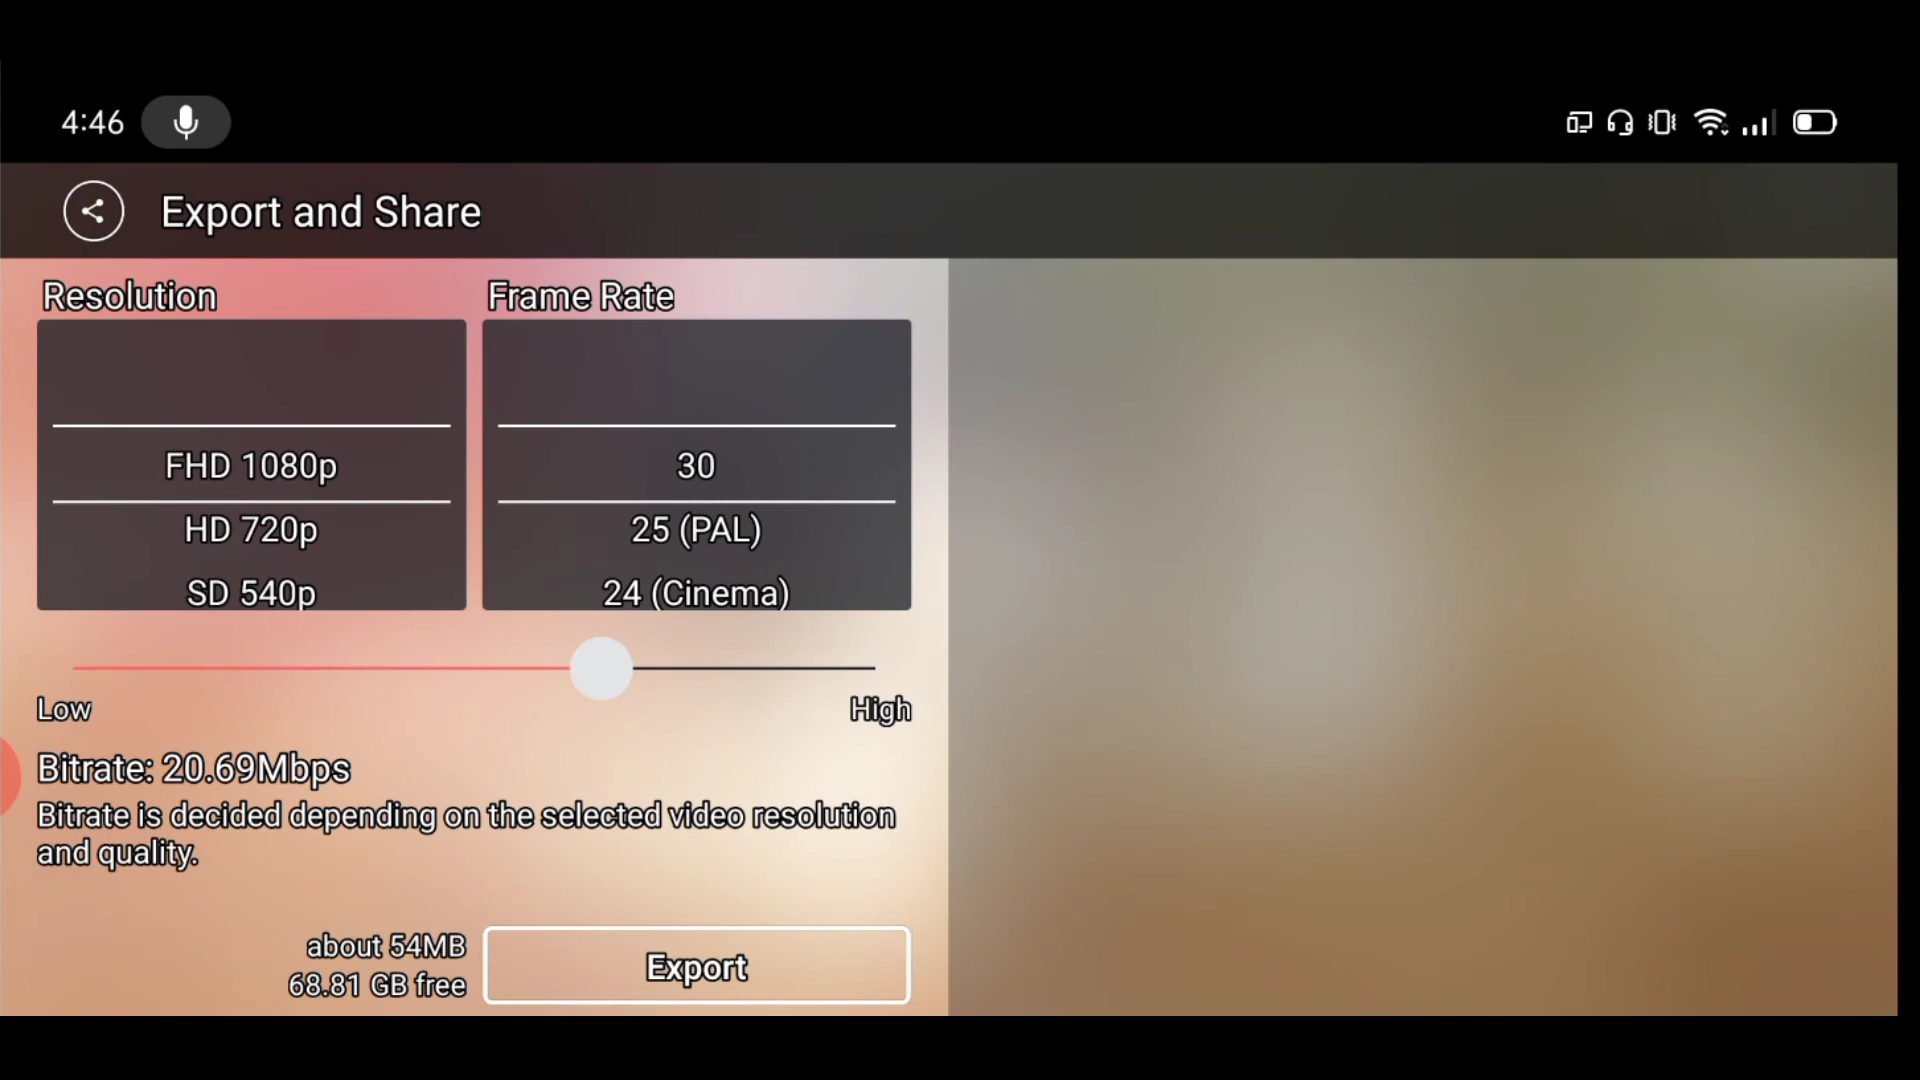 4:46
Export and Share
Resolution
Frame Rate
FHD 1080p
HD 720p
SD 540p
30
25 (PAL)
24 (Cinema)
Low
High
Bitrate: 20.69Mbps
Bitrate is decided depending on the selected video resolution
and quality.
about 54MB
68.81 GB free
Export